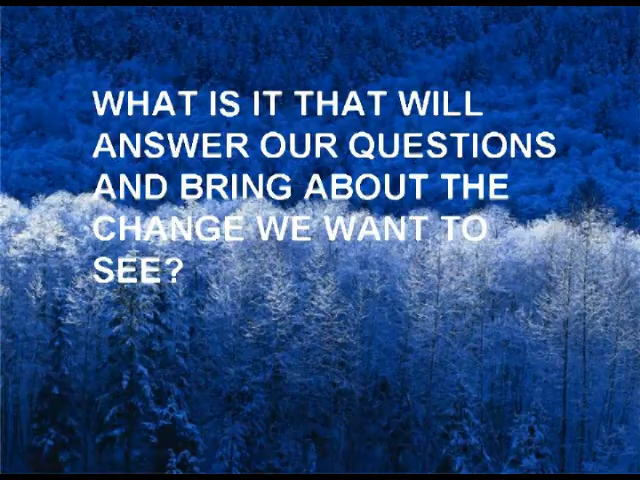 WHAT IS IT THAT WILL
ANSWER OUR QUESTIONS
AND BRING ABOUT THE
CHANGE WE WANT TO
SEE?